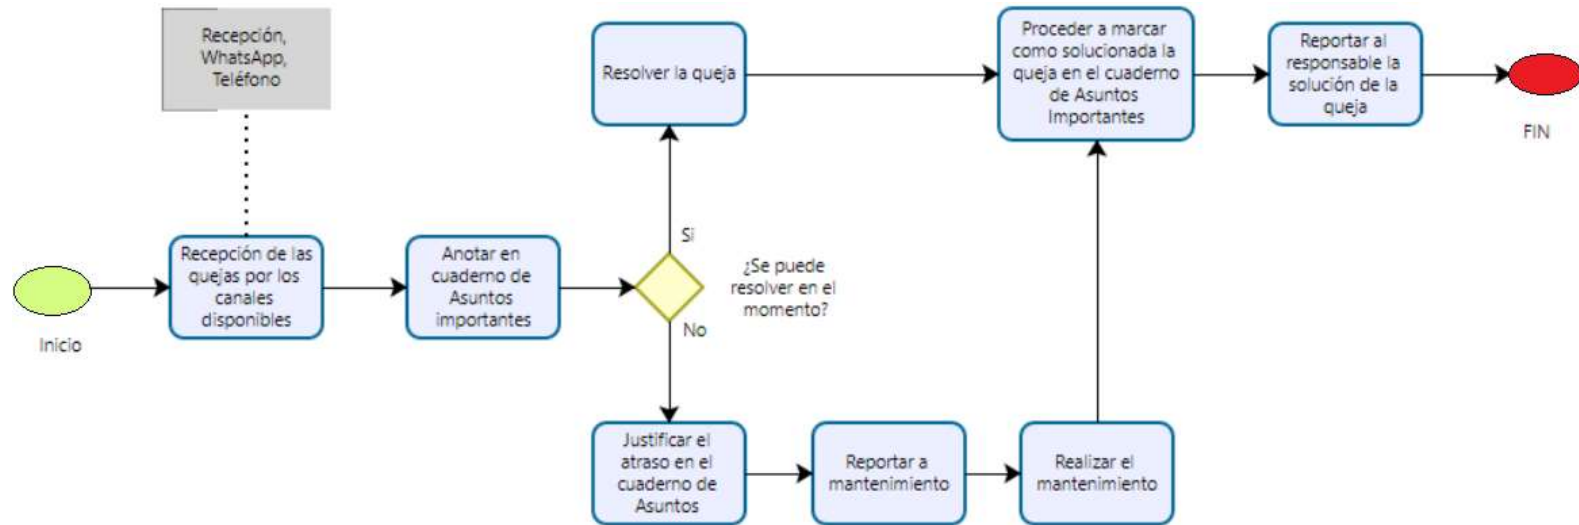 Recepción,
WhatsApp,
Teléfono
Inicio
Recepción de las
quejas por los
canales
disponibles
Anotar en
cuaderno de
Asuntos
importantes
¿Se puede
resolver en el
momento?
Si
No
Resolver la queja
Proceder a marcar
como solucionada la
queja en el cuaderno
de Asuntos
Importantes
Reportar al
responsable la
solución de la
queja
FIN
Justificar el
atraso en el
cuaderno de
Asuntos
Reportar a
mantenimiento
Realizar el
mantenimiento